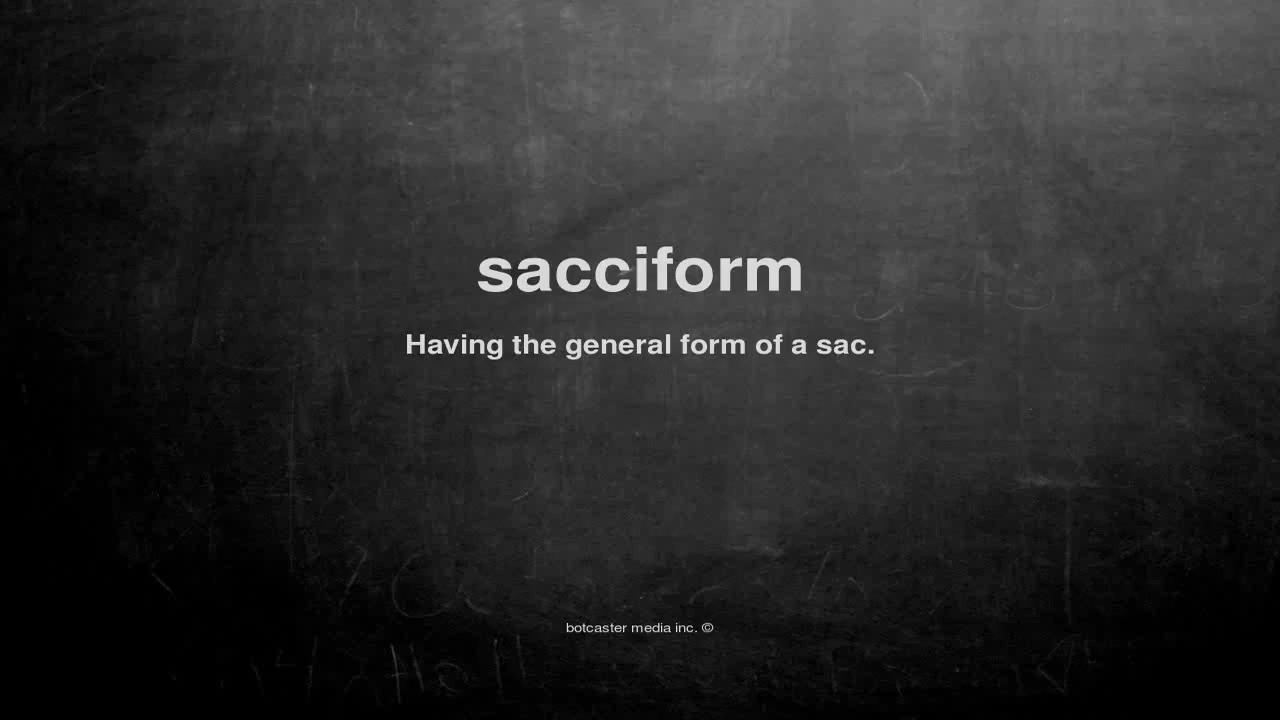 sacciform
Having the general form of a sac.
botcaster media inc. ©